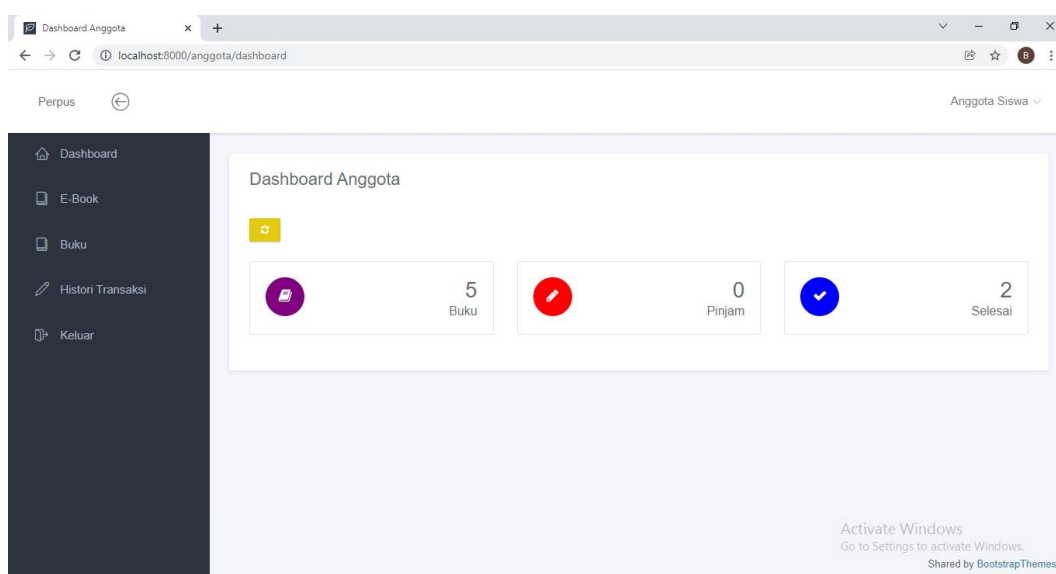 Dashboard Anggota
localhost:8000/anggota/dashboard
B
Perpus
Anggota Siswa
Dashboard
E-Book
Buku
Histori Transaksi
Keluar
Dashboard Anggota
5
Buku
0
Pinjam
2
Selesai
Activate Windows
Go to Settings to activate Windows.
Shared by BootstrapThemes